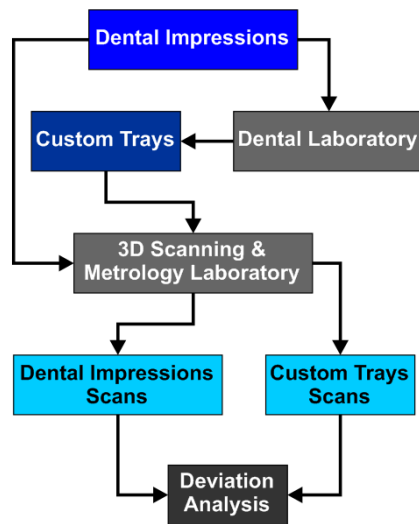 Dental Impressions
Custom Trays
Dental Laboratory
3D Scanning &
Metrology Laboratory
Dental Impressions
Scans
Custom Trays
Scans
Deviation
Analysis